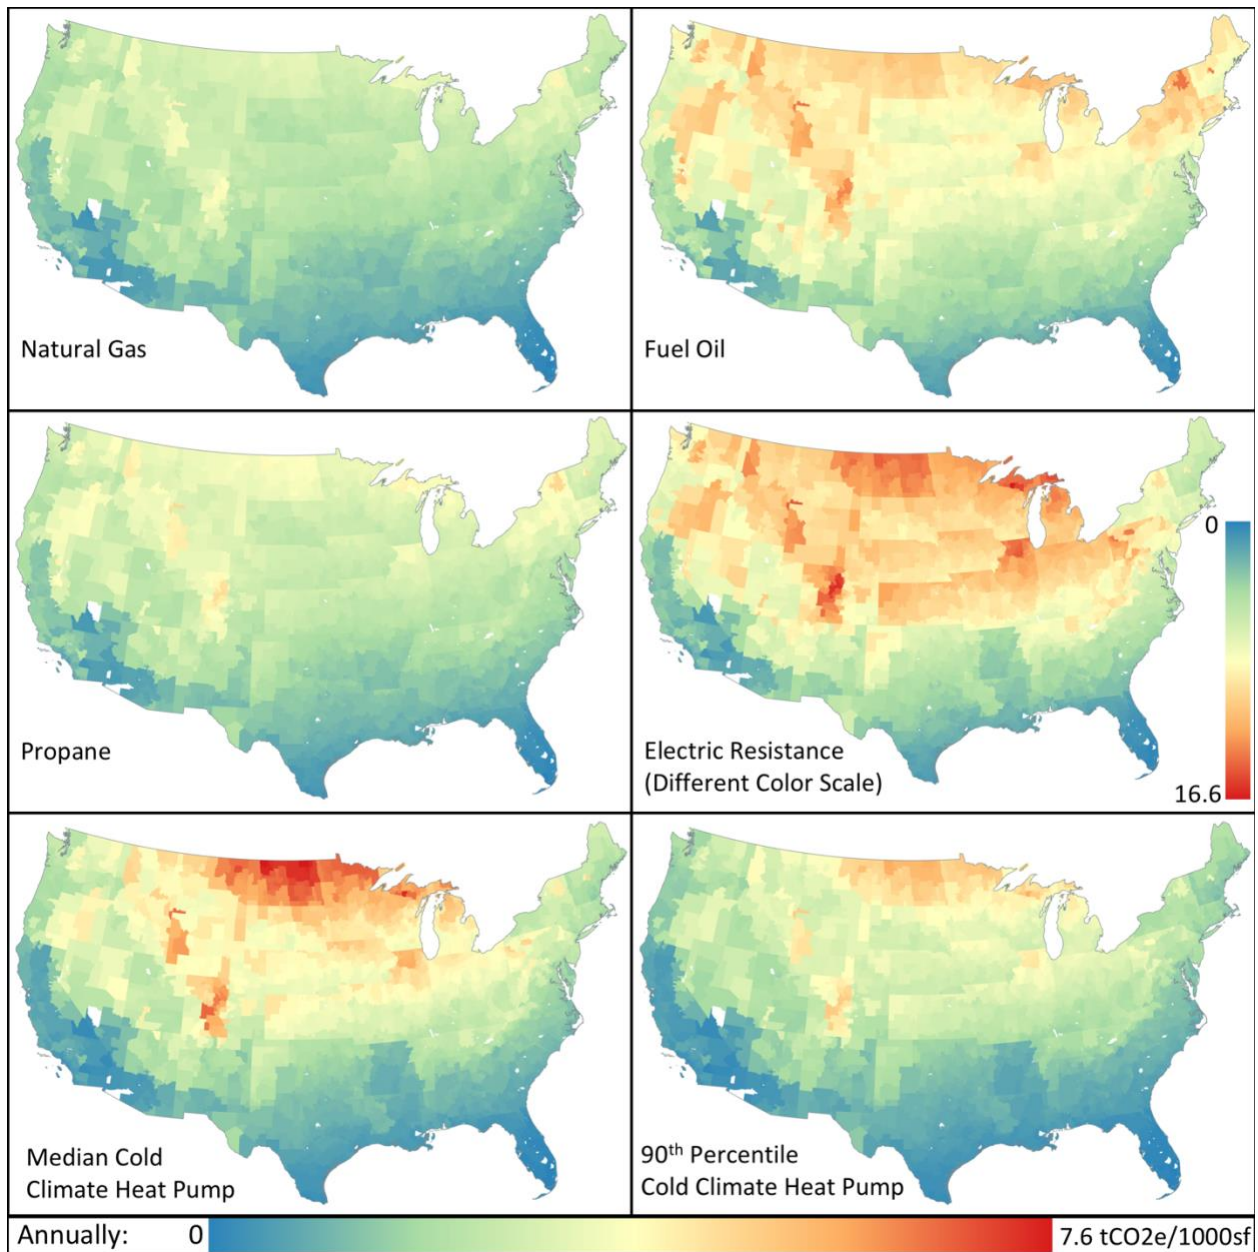 Natural Gas
Fuel Oil
Propane
Electric Resistance
(Different Color Scale)
0
16.6
Median Cold
Climate Heat Pump
90th Percentile
Cold Climate Heat Pump
Annually: 0 7.6 tCO2e/1000sf